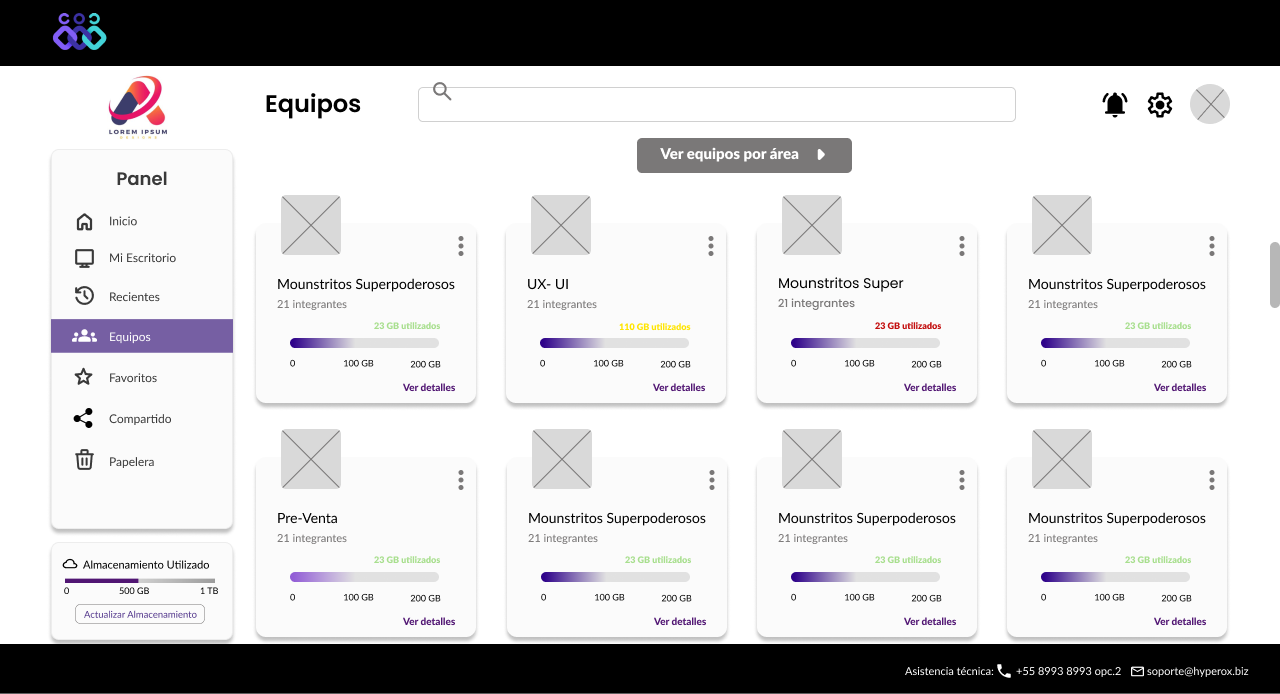 LOREM IPSUM
Equipos
Ver equipos por área
Panel
Inicio
Mi Escritorio
Recientes
Equipos
Favoritos
Compartido
Papelera
Almacenamiento Utilizado
0 500 GB 1 TB
Actualizar Almacenamiento
Mounstritos Superpoderosos
21 integrantes
23 GB utilizados
0 100 GB 200 GB
Ver detalles
UX- UI
21 integrantes
110 GB utilizados
0 100 GB 200 GB
Ver detalles
Mounstritos Super
21 integrantes
23 GB utilizados
0 100 GB 200 GB
Ver detalles
Mounstritos Superpoderosos
21 integrantes
23 GB utilizados
0 100 GB 200 GB
Ver detalles
Pre-Venta
21 integrantes
23 GB utilizados
0 100 GB 200 GB
Ver detalles
Mounstritos Superpoderosos
21 integrantes
23 GB utilizados
0 100 GB 200 GB
Ver detalles
Mounstritos Superpoderosos
21 integrantes
23 GB utilizados
0 100 GB 200 GB
Ver detalles
Mounstritos Superpoderosos
21 integrantes
23 GB utilizados
0 100 GB 200 GB
Ver detalles
Asistencia técnica: +55 8993 8993 opc.2 soporte@hyperox.biz